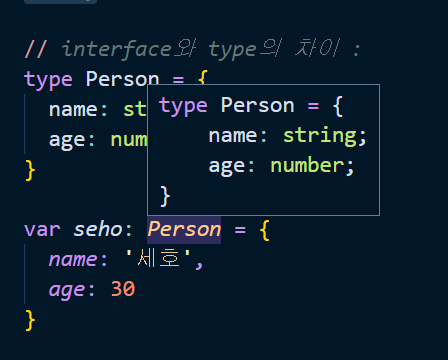 // interface와 type의 차이 :
type Person = {
name: st
age: num
}
type Person = {
name: string;
age: number;
}
var seho: Person = {
name: '세호',
age: 30
}